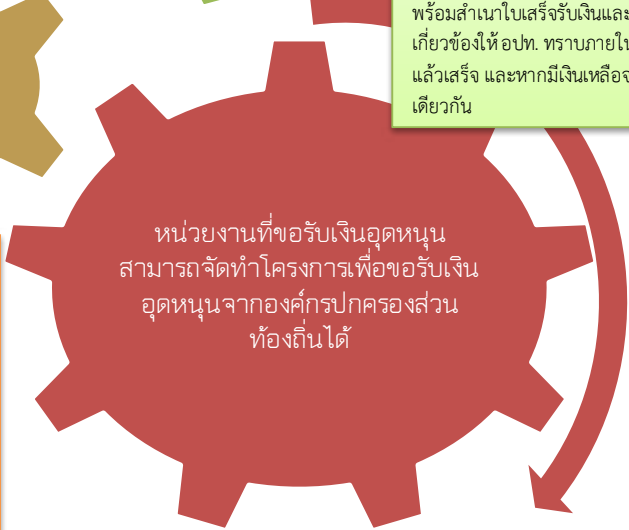 พร้อมสำเนาใบเสร็จรับเงินและ
เกี่ยวข้องให้ อปท. ทราบภายใน
แล้วเสร็จ และหากมีเงินเหลือ
เดียวกัน
หน่วยงานที่ขอรับเงินอุดหนุน
สามารถจัดทำโครงการเพื่อขอรับเงิน
อุดหนุนจากองค์กรปกครองส่วน
ท้องถิ่นได้